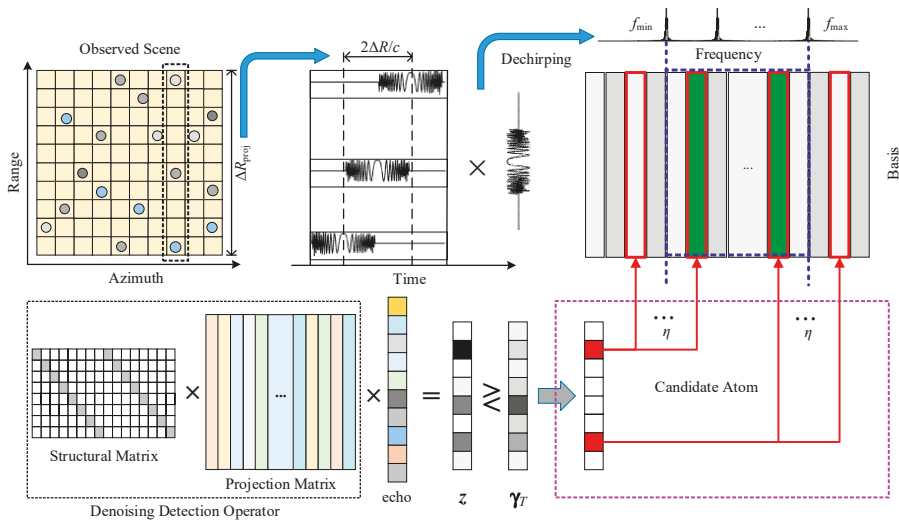 Observed Scene
Range
Azimuth
ΔR_proj
2ΔR/c
Time
×
Dechirping
f_min
...
f_max
Frequency
...
Basis
Structural Matrix
×
...
Projection Matrix
×
echo
Denoising Detection Operator
=
z
≷
γ_T
...
η
...
η
Candidate Atom